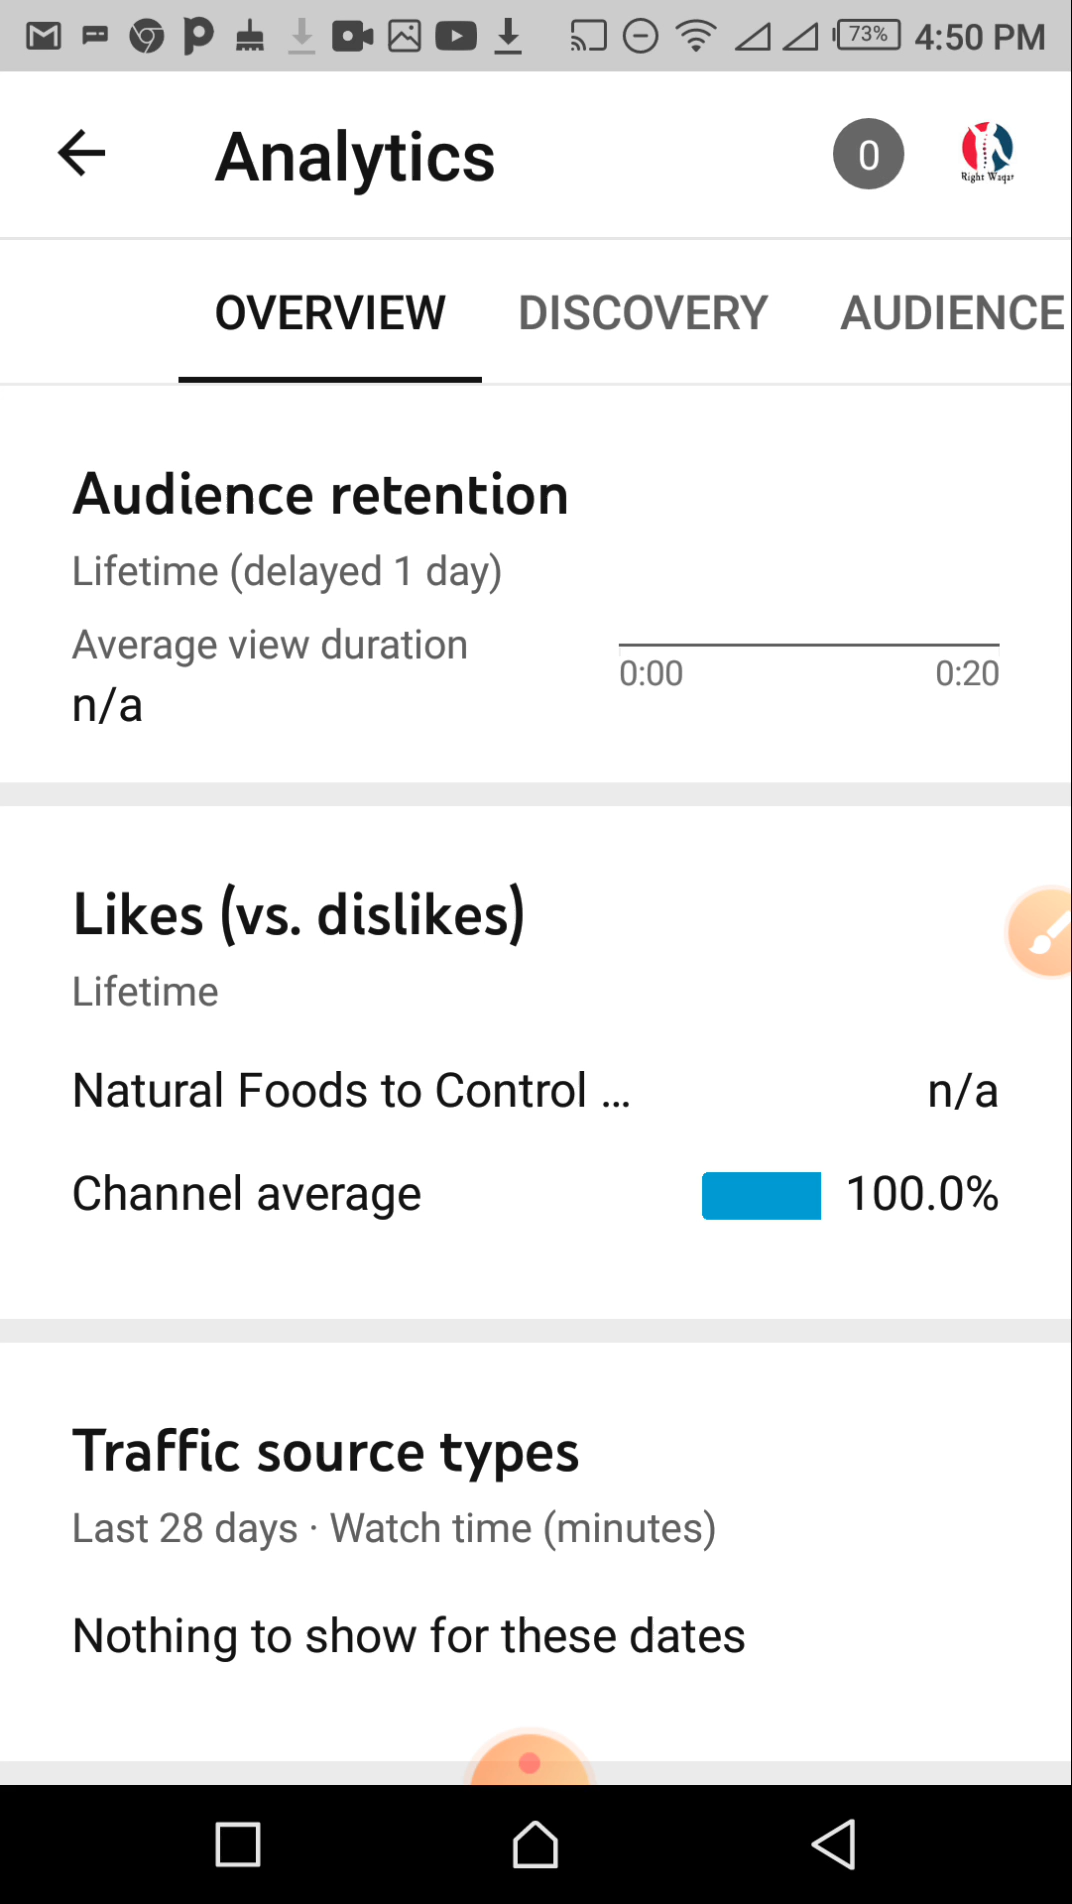 73% 4:50 PM
Analytics
0
Right Waqar
OVERVIEW DISCOVERY AUDIENCE
Audience retention
Lifetime (delayed 1 day)
Average view duration
n/a
0:00 0:20
Likes (vs. dislikes)
Lifetime
Natural Foods to Control ... n/a
Channel average 100.0%
Traffic source types
Last 28 days · Watch time (minutes)
Nothing to show for these dates